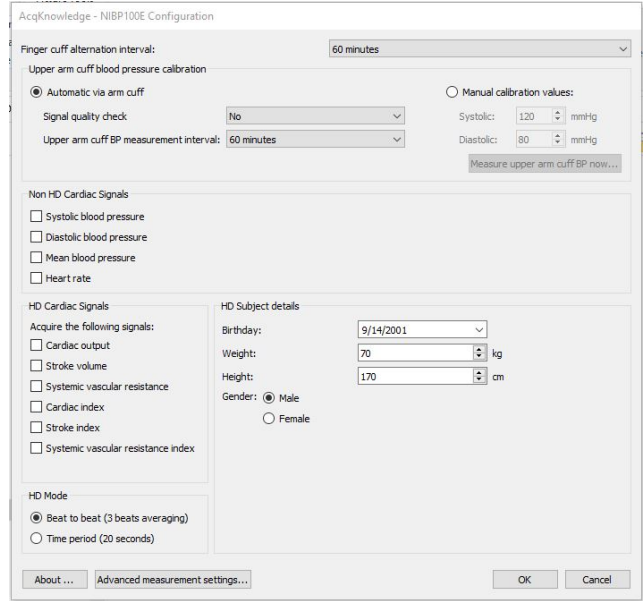 AcqKnowledge - NIBP100E Configuration
Finger cuff alternation interval: 60 minutes
Upper arm cuff blood pressure calibration
Automatic via arm cuff Manual calibration values:
Signal quality check No Systolic: 120 mmHg
Upper arm cuff BP measurement interval: 60 minutes Diastolic: 80 mmHg
Measure upper arm cuff BP now...
Non HD Cardiac Signals
Systolic blood pressure
Diastolic blood pressure
Mean blood pressure
Heart rate
HD Cardiac Signals
Acquire the following signals:
Cardiac output
Stroke volume
Systemic vascular resistance
Cardiac index
Stroke index
Systemic vascular resistance index
HD Subject details
Birthday: 9/14/2001
Weight: 70 kg
Height: 170 cm
Gender: Male
Female
HD Mode
Beat to beat (3 beats averaging)
Time period (20 seconds)
About ... Advanced measurement settings... OK Cancel